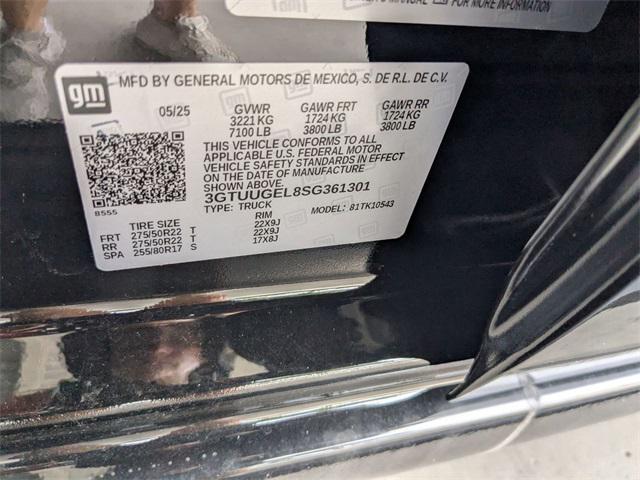 MANUAL
FOR MORE INFORMATION
gm
MFD BY GENERAL MOTORS DE MEXICO, S. DE R.L. DE C.V.
05/25 GVWR GAWR FRT GAWR RR
3221 KG 1724 KG 1724 KG
7100 LB 3800 LB 3800 LB
THIS VEHICLE CONFORMS TO ALL
APPLICABLE U.S. FEDERAL MOTOR
VEHICLE SAFETY STANDARDS IN EFFECT
ON THE DATE OF MANUFACTURE
SHOWN ABOVE.
3GTUUGEL8SG361301
TYPE: TRUCK MODEL: 81TK10543
B555
TIRE SIZE RIM
FRT 275/50R22 T 22X9J
RR 275/50R22 T 22X9J
SPA 255/80R17 S 17X8J